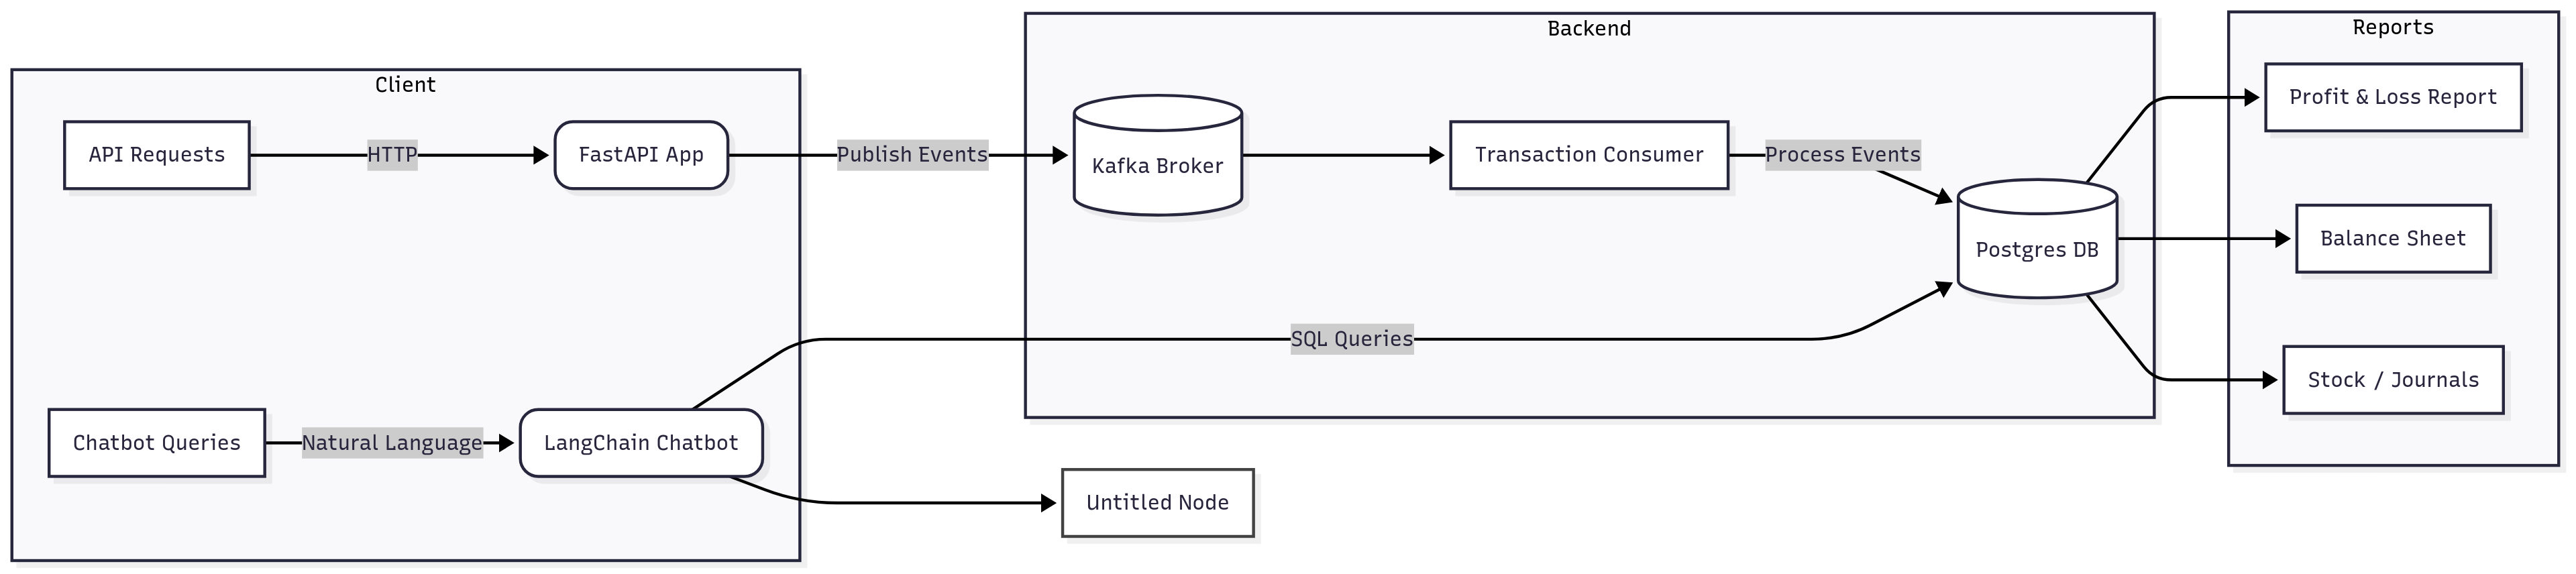 Client
API Requests
HTTP
FastAPI App
Publish Events
Chatbot Queries
Natural Language
LangChain Chatbot
Backend
Kafka Broker
Transaction Consumer
Process Events
Postgres DB
SQL Queries
Untitled Node
Reports
Profit & Loss Report
Balance Sheet
Stock / Journals